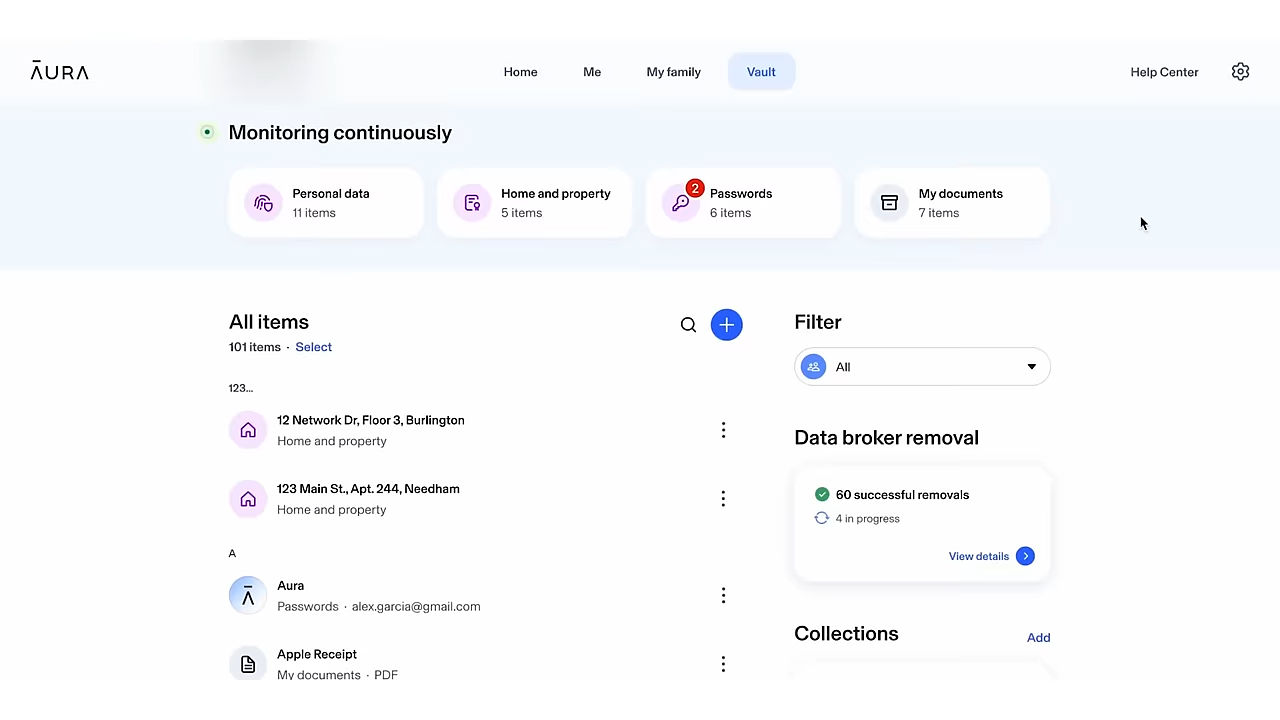 ĀURA
Home
Me
My family
Vault
Help Center
Monitoring continuously
Personal data
11 items
Home and property
5 items
2
Passwords
6 items
My documents
7 items
All items
101 items · Select
123...
12 Network Dr, Floor 3, Burlington
Home and property
123 Main St., Apt. 244, Needham
Home and property
A
Aura
Passwords · alex.garcia@gmail.com
Apple Receipt
My documents · PDF
Filter
All
Data broker removal
60 successful removals
4 in progress
View details
Collections
Add